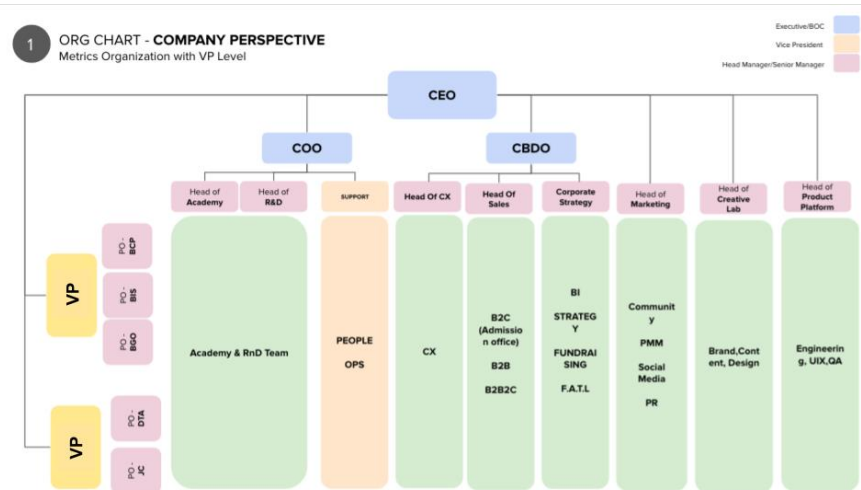 1
ORG CHART - COMPANY PERSPECTIVE
Metrics Organization with VP Level
Executive/BOC
Vice President
Head Manager/Senior Manager
CEO
COO
CBDO
Head of
Academy
Head of
R&D
SUPPORT
Head Of CX
Head Of
Sales
Corporate
Strategy
Head of
Marketing
Head of
Creative
Lab
Head of
Product
Platform
VP
PO -
BCP
PO -
BIS
PO -
BGO
VP
PO -
DTA
PO -
JC
Academy & RnD Team
PEOPLE
OPS
CX
B2C
(Admissio
n office)
B2B
B2B2C
BI
STRATEG
Y
FUNDRAI
SING
F.A.T.L
Communit
y
PMM
Social
Media
PR
Brand,Cont
ent, Design
Engineerin
g, UIX,QA